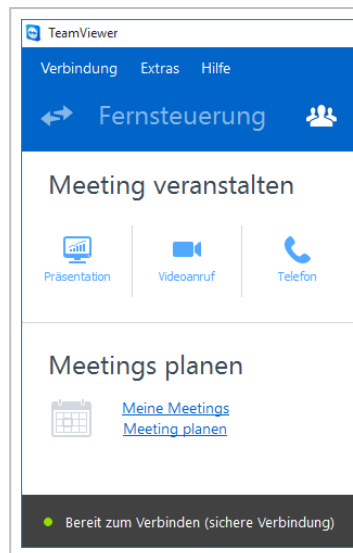 TeamViewer
Verbindung Extras Hilfe
Fernsteuerung
Meeting veranstalten
Präsentation Videoanruf Telefon
Meetings planen
Meine Meetings
Meeting planen
Bereit zum Verbinden (sichere Verbindung)